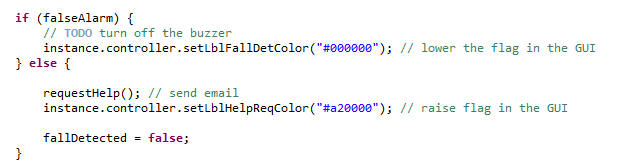 if (falseAlarm) {
// TODO turn off the buzzer
instance.controller.setLblFallDetColor("#000000"); // lower the flag in the GUI
} else {
requestHelp(); // send email
instance.controller.setLblHelpReqColor("#a20000"); // raise flag in the GUI
fallDetected = false;
}